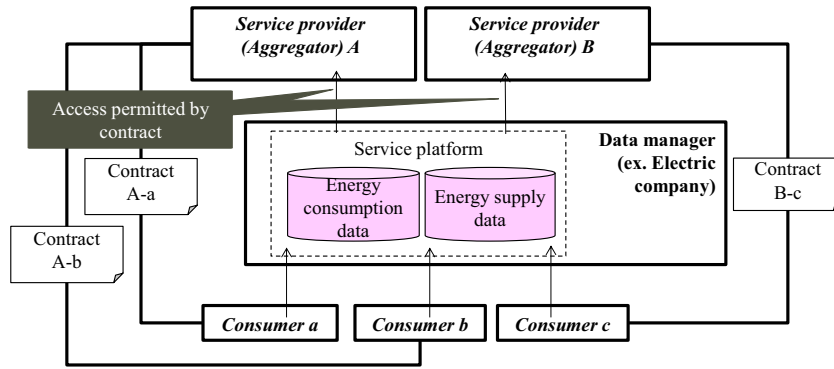 Service provider
(Aggregator) A
Service provider
(Aggregator) B
Access permitted by
contract
Service platform
Data manager
(ex. Electric
company)
Energy
consumption
data
Energy supply
data
Contract
A-a
Contract
B-c
Contract
A-b
Consumer a
Consumer b
Consumer c